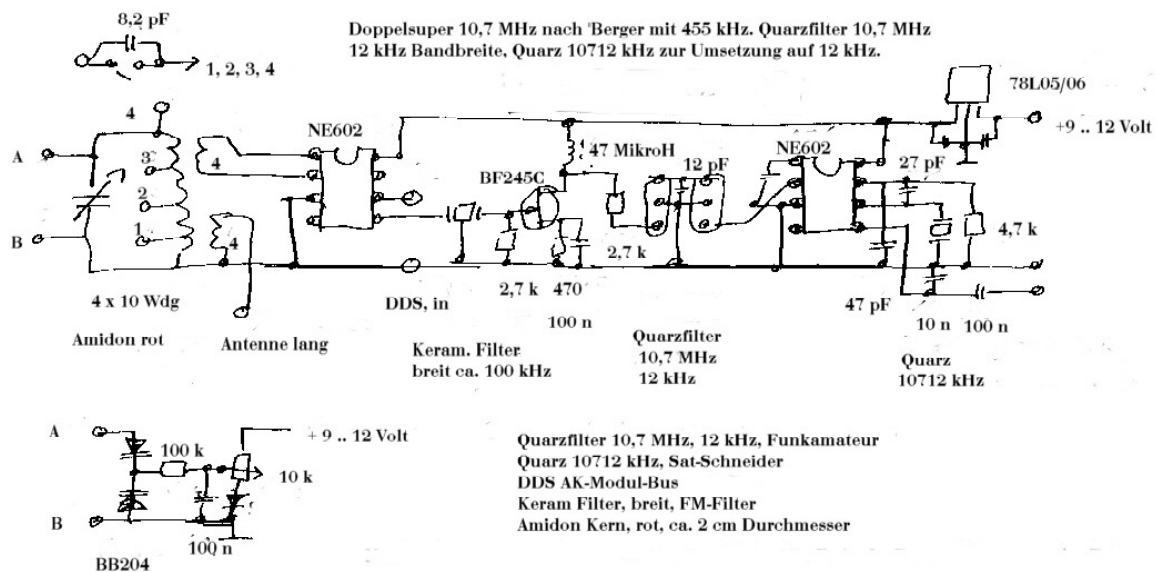 8,2 pF
1, 2, 3, 4
Doppelsuper 10,7 MHz nach 'Berger mit 455 kHz. Quarzfilter 10,7 MHz
12 kHz Bandbreite, Quarz 10712 kHz zur Umsetzung auf 12 kHz.
78L05/06
+9 .. 12 Volt
4
A
3
2
1
B
4
4
NE602
BF245C
47 MikroH
12 pF
NE602
27 pF
4,7 k
2,7 k
4 x 10 Wdg
DDS, in
2,7 k
470
100 n
47 pF
10 n
100 n
Amidon rot
Antenne lang
Keram. Filter
breit ca. 100 kHz
Quarzfilter
10,7 MHz
12 kHz
Quarz
10712 kHz
A
+ 9 .. 12 Volt
100 k
10 k
B
100 n
BB204
Quarzfilter 10,7 MHz, 12 kHz, Funkamateur
Quarz 10712 kHz, Sat-Schneider
DDS AK-Modul-Bus
Keram Filter, breit, FM-Filter
Amidon Kern, rot, ca. 2 cm Durchmesser